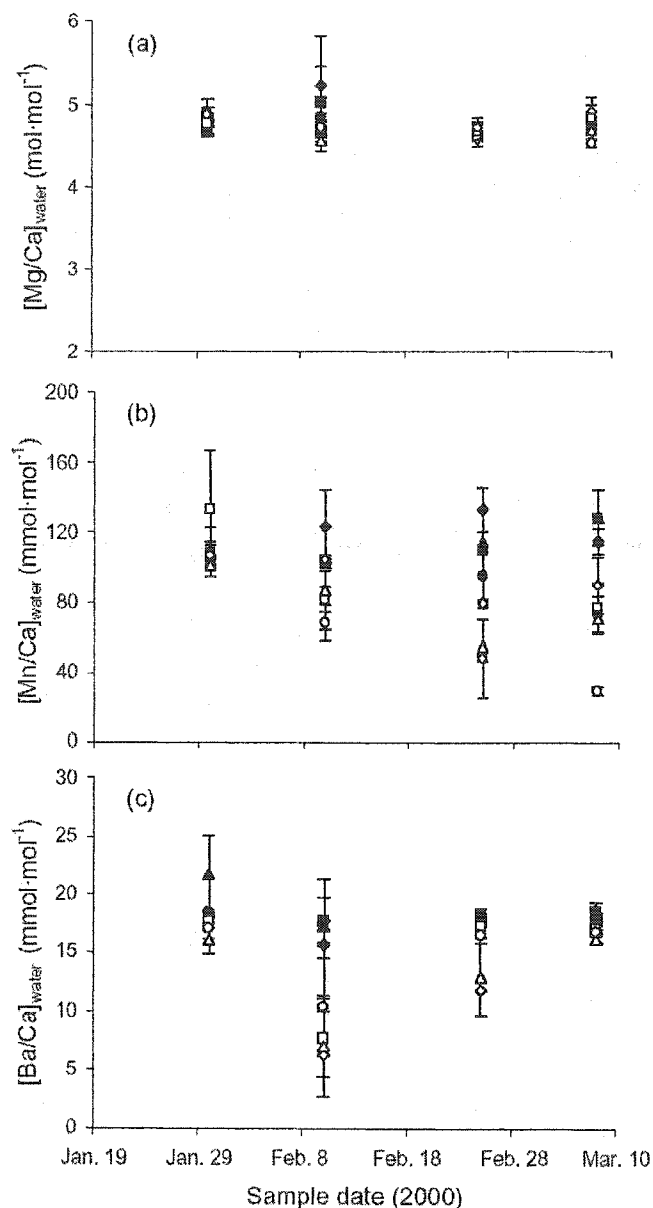 (a)
[Mg/Ca]water (mol·mol-1)
6
5
4
3
2
(b)
[Mn/Ca]water (mmol·mol-1)
200
160
120
80
40
0
(c)
[Ba/Ca]water (mmol·mol-1)
30
25
20
15
10
5
0
Jan. 19 Jan. 29 Feb. 8 Feb. 18 Feb. 28 Mar. 10
Sample date (2000)